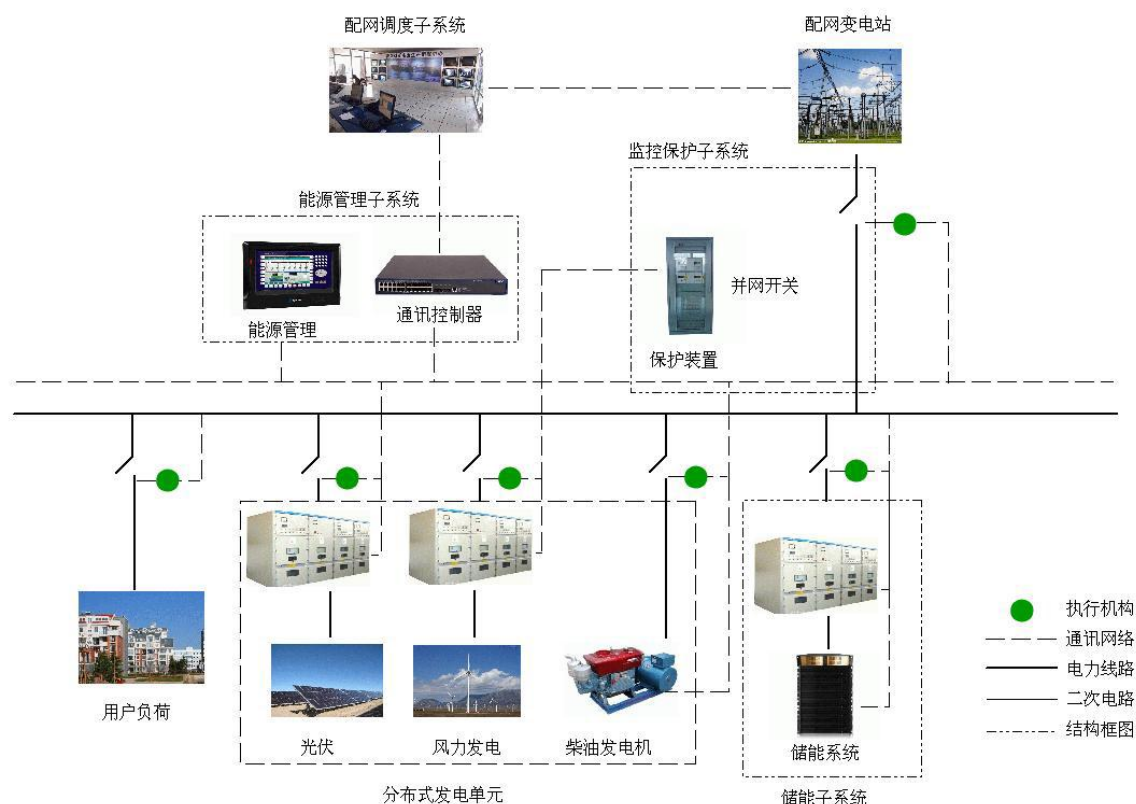 配网调度子系统
配网变电站
监控保护子系统
能源管理子系统
并网开关
能源管理
通讯控制器
保护装置
用户负荷
光伏
风力发电
柴油发电机
储能系统
分布式发电单元
储能子系统
执行机构
通讯网络
电力线路
二次电路
结构框图